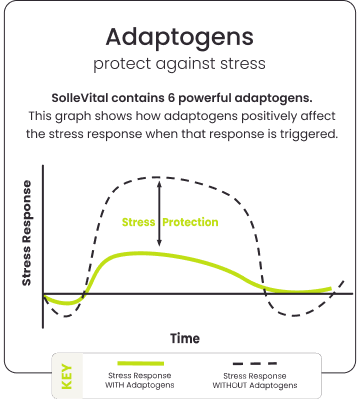 Adaptogens
protect against stress
SolleVital contains 6 powerful adaptogens.
This graph shows how adaptogens positively affect
the stress response when that response is triggered.
Stress Response
Stress Protection
Time
KEY
Stress Response
WITH Adaptogens
Stress Response
WITHOUT Adaptogens